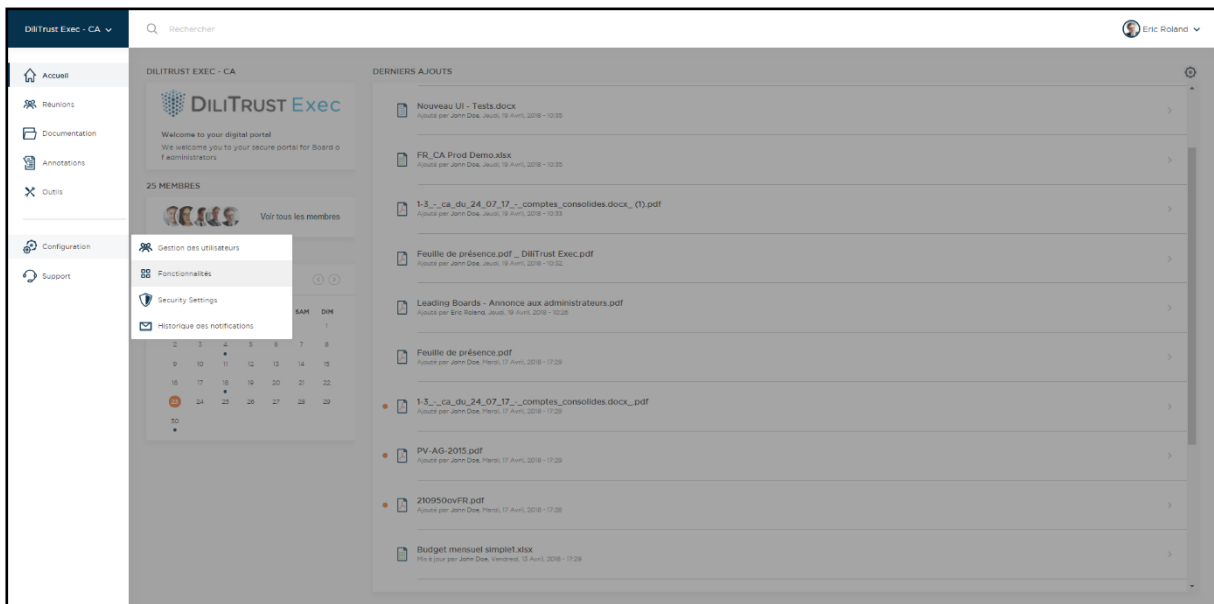 DiliTrust Exec - CA
Rechercher
Eric Roland
Accueil
Réunions
Documentation
Annotations
Outils
Configuration
Support
Gestion des utilisateurs
Fonctionnalités
Security Settings
Historique des notifications
DILITRUST EXEC - CA
DILITRUST Exec
Welcome to your digital portal
We welcome you to your secure portal for Board o
f administrators
25 MEMBRES
Voir tous les membres
SAM DIM
1
2 3 4 5 6 7 8
9 10 11 12 13 14 15
16 17 18 19 20 21 22
23 24 25 26 27 28 29
30
DERNIERS AJOUTS
Nouveau UI - Tests.docx
Ajouté par John Doe, Jeudi, 19 Avril, 2018 - 10:35
FR_CA Prod Demo.xlsx
Ajouté par John Doe, Jeudi, 19 Avril, 2018 - 10:35
1-3_-_ca_du_24_07_17_-_comptes_consolides.docx_ (1).pdf
Ajouté par John Doe, Jeudi, 19 Avril, 2018 - 10:33
Feuille de présence.pdf _ DiliTrust Exec.pdf
Ajouté par John Doe, Jeudi, 19 Avril, 2018 - 10:32
Leading Boards - Annonce aux administrateurs.pdf
Ajouté par Eric Roland, Jeudi, 19 Avril, 2018 - 10:28
Feuille de présence.pdf
Ajouté par John Doe, Mardi, 17 Avril, 2018 - 17:29
1-3_-_ca_du_24_07_17_-_comptes_consolides.docx_.pdf
Ajouté par John Doe, Mardi, 17 Avril, 2018 - 17:29
PV-AG-2015.pdf
Ajouté par John Doe, Mardi, 17 Avril, 2018 - 17:29
210950ovFR.pdf
Ajouté par John Doe, Mardi, 17 Avril, 2018 - 17:29
Budget mensuel simple1.xlsx
Mis à jour par John Doe, Vendredi, 13 Avril, 2018 - 17:29